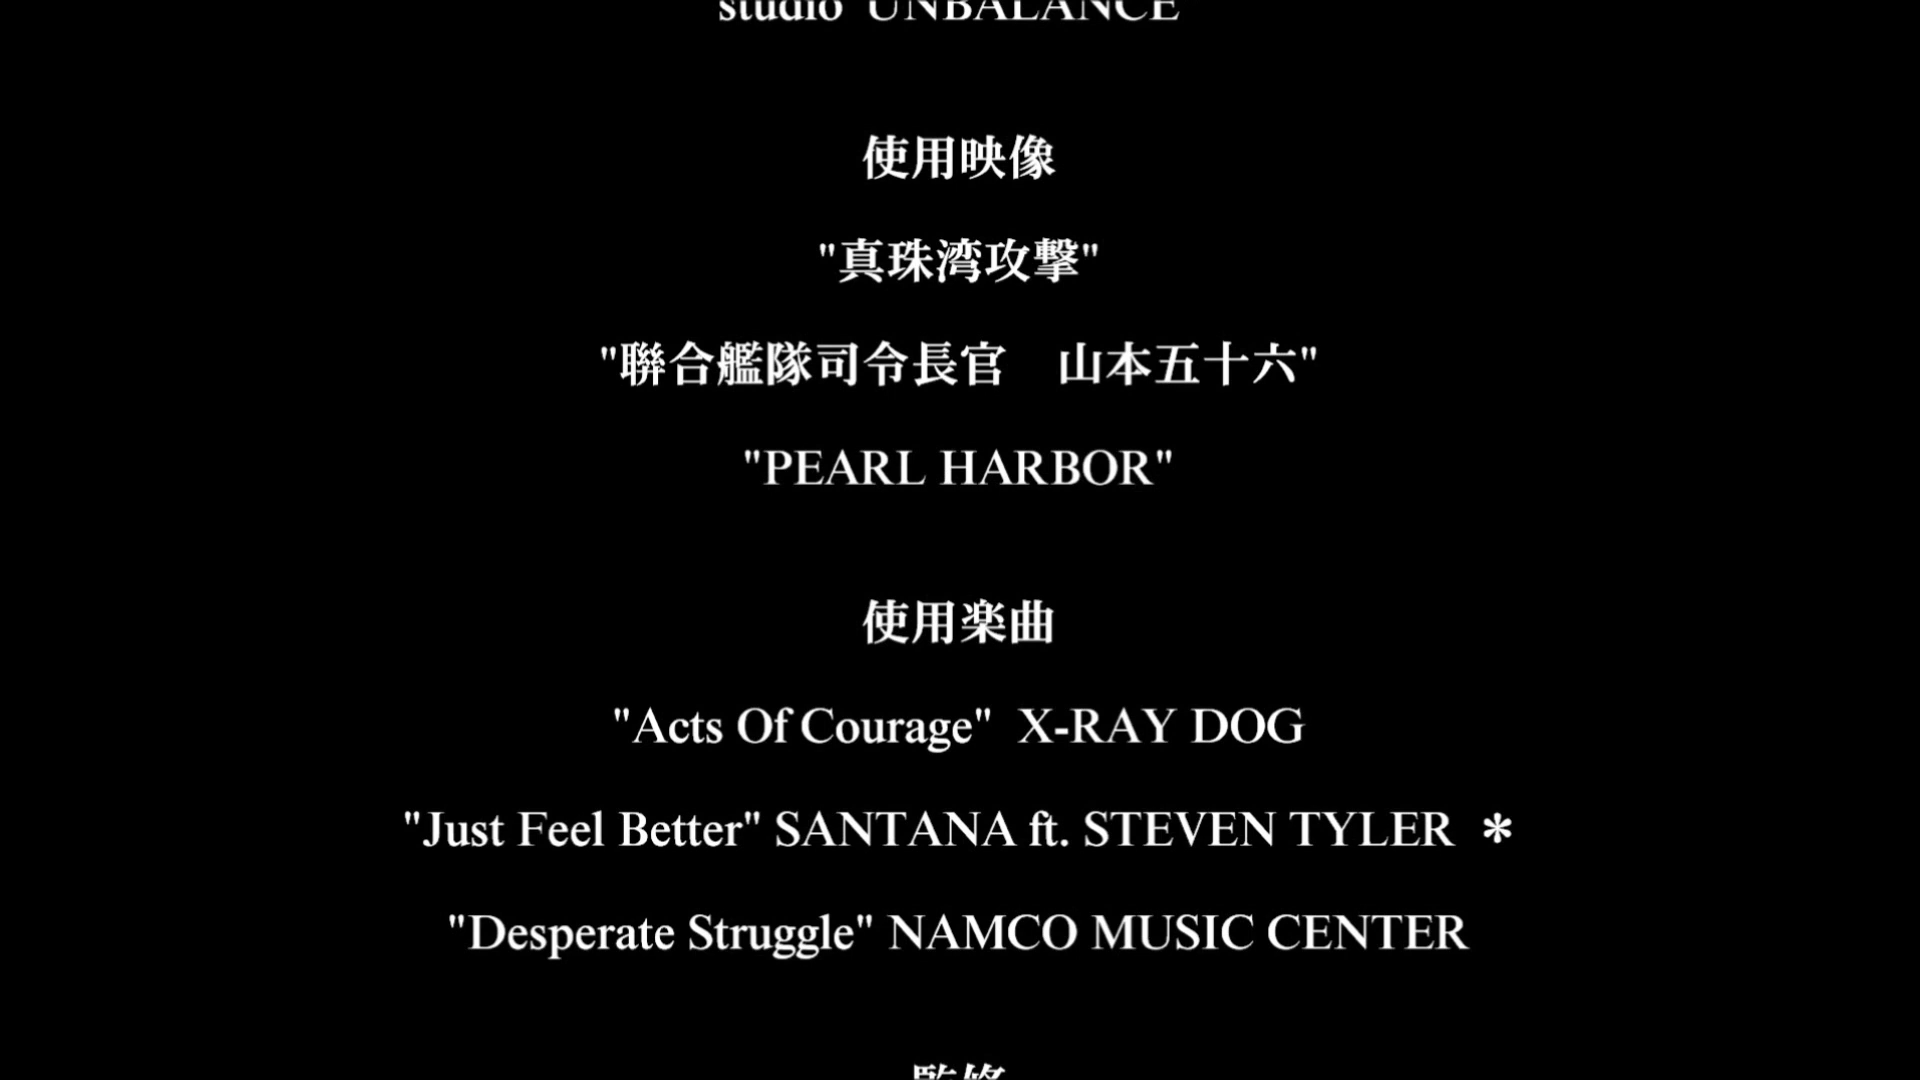 studio UNBALANCE
使用映像
"真珠湾攻撃"
"聯合艦隊司令長官　山本五十六"
"PEARL HARBOR"
使用楽曲
"Acts Of Courage" X-RAY DOG
"Just Feel Better" SANTANA ft. STEVEN TYLER ＊
"Desperate Struggle" NAMCO MUSIC CENTER
監修